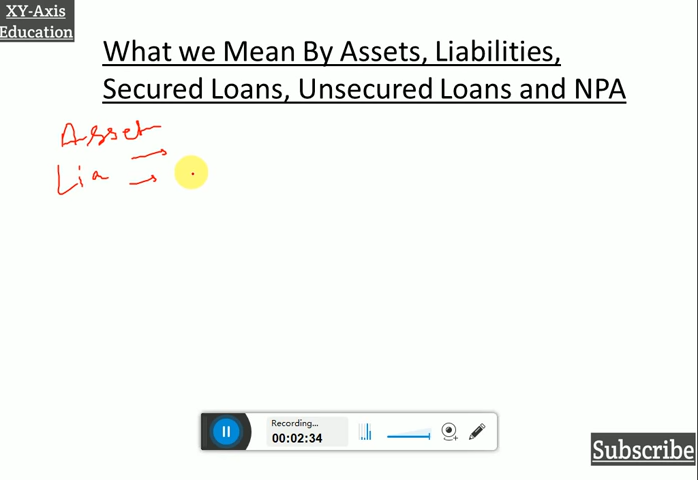 XY-Axis
Education
What we Mean By Assets, Liabilities,
Secured Loans, Unsecured Loans and NPA
Asset
Lia
Recording...
00:02:34
Subscribe